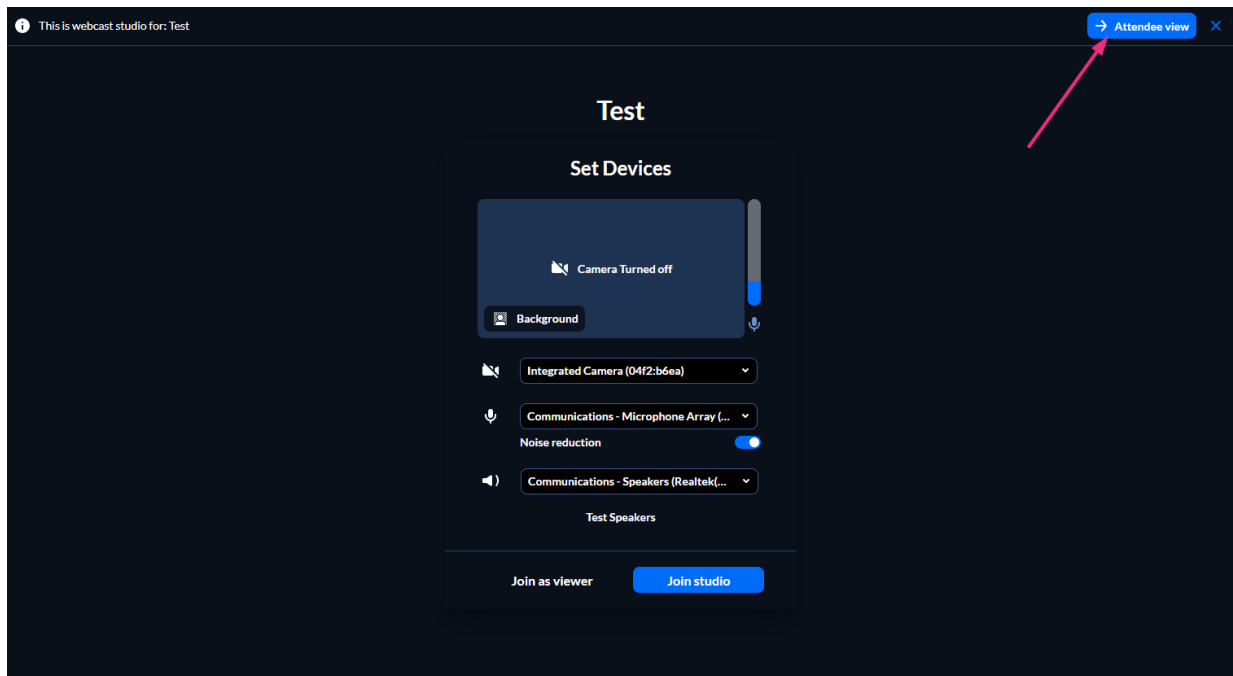 This is webcast studio for: Test
Attendee view
Test
Set Devices
Camera Turned off
Background
Integrated Camera (04f2:b6ea)
Communications - Microphone Array (...
Noise reduction
Communications - Speakers (Realtek(...
Test Speakers
Join as viewer
Join studio